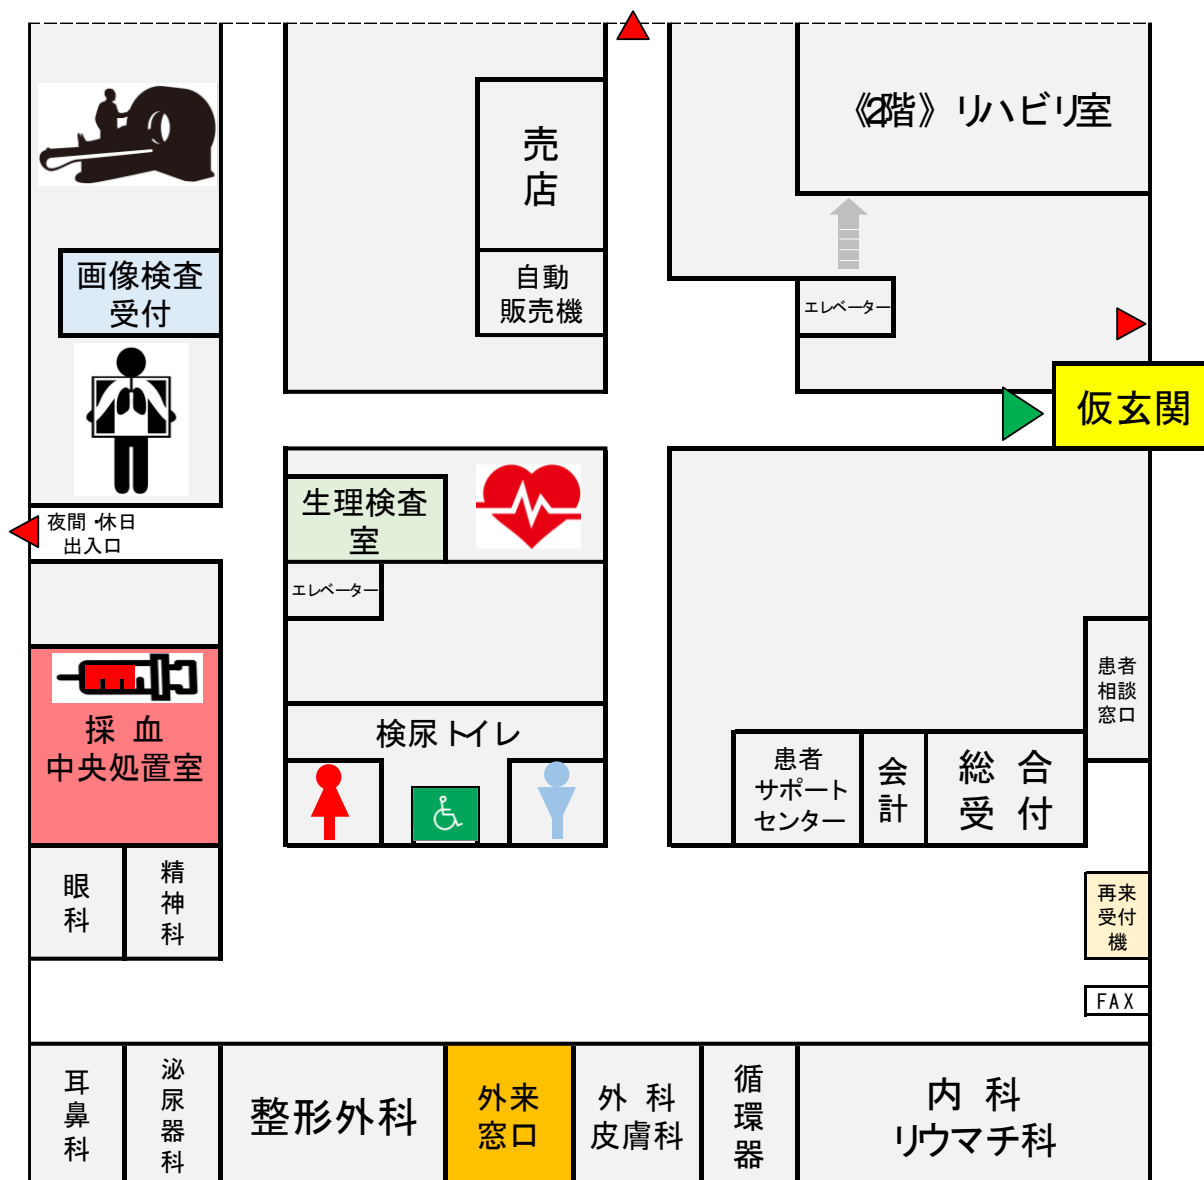 《2階》リハビリ室
売
店
画像検査
受付
自動
販売機
エレベーター
仮玄関
生理検査
室
夜間・休日
出入口
エレベーター
患者
相談
窓口
採 血
中央処置室
検尿トイレ
患者
サポート
センター
会
計
総 合
受 付
眼
科
精
神
科
再来
受付
機
FAX
耳
鼻
科
泌
尿
器
科
整形外科
外来
窓口
外 科
皮膚科
循
環
器
内 科
リウマチ科